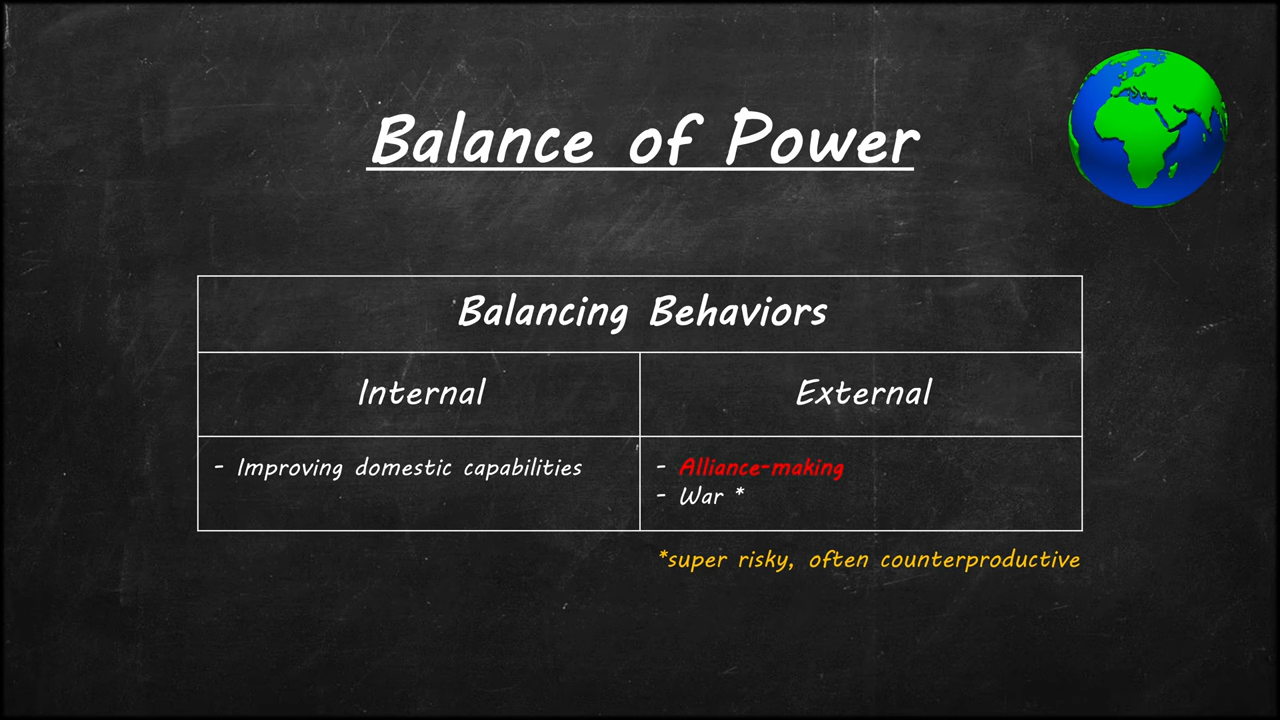 Balance of Power
Balancing Behaviors
Internal
External
- Improving domestic capabilities
- Alliance-making
- War *
*super risky, often counterproductive